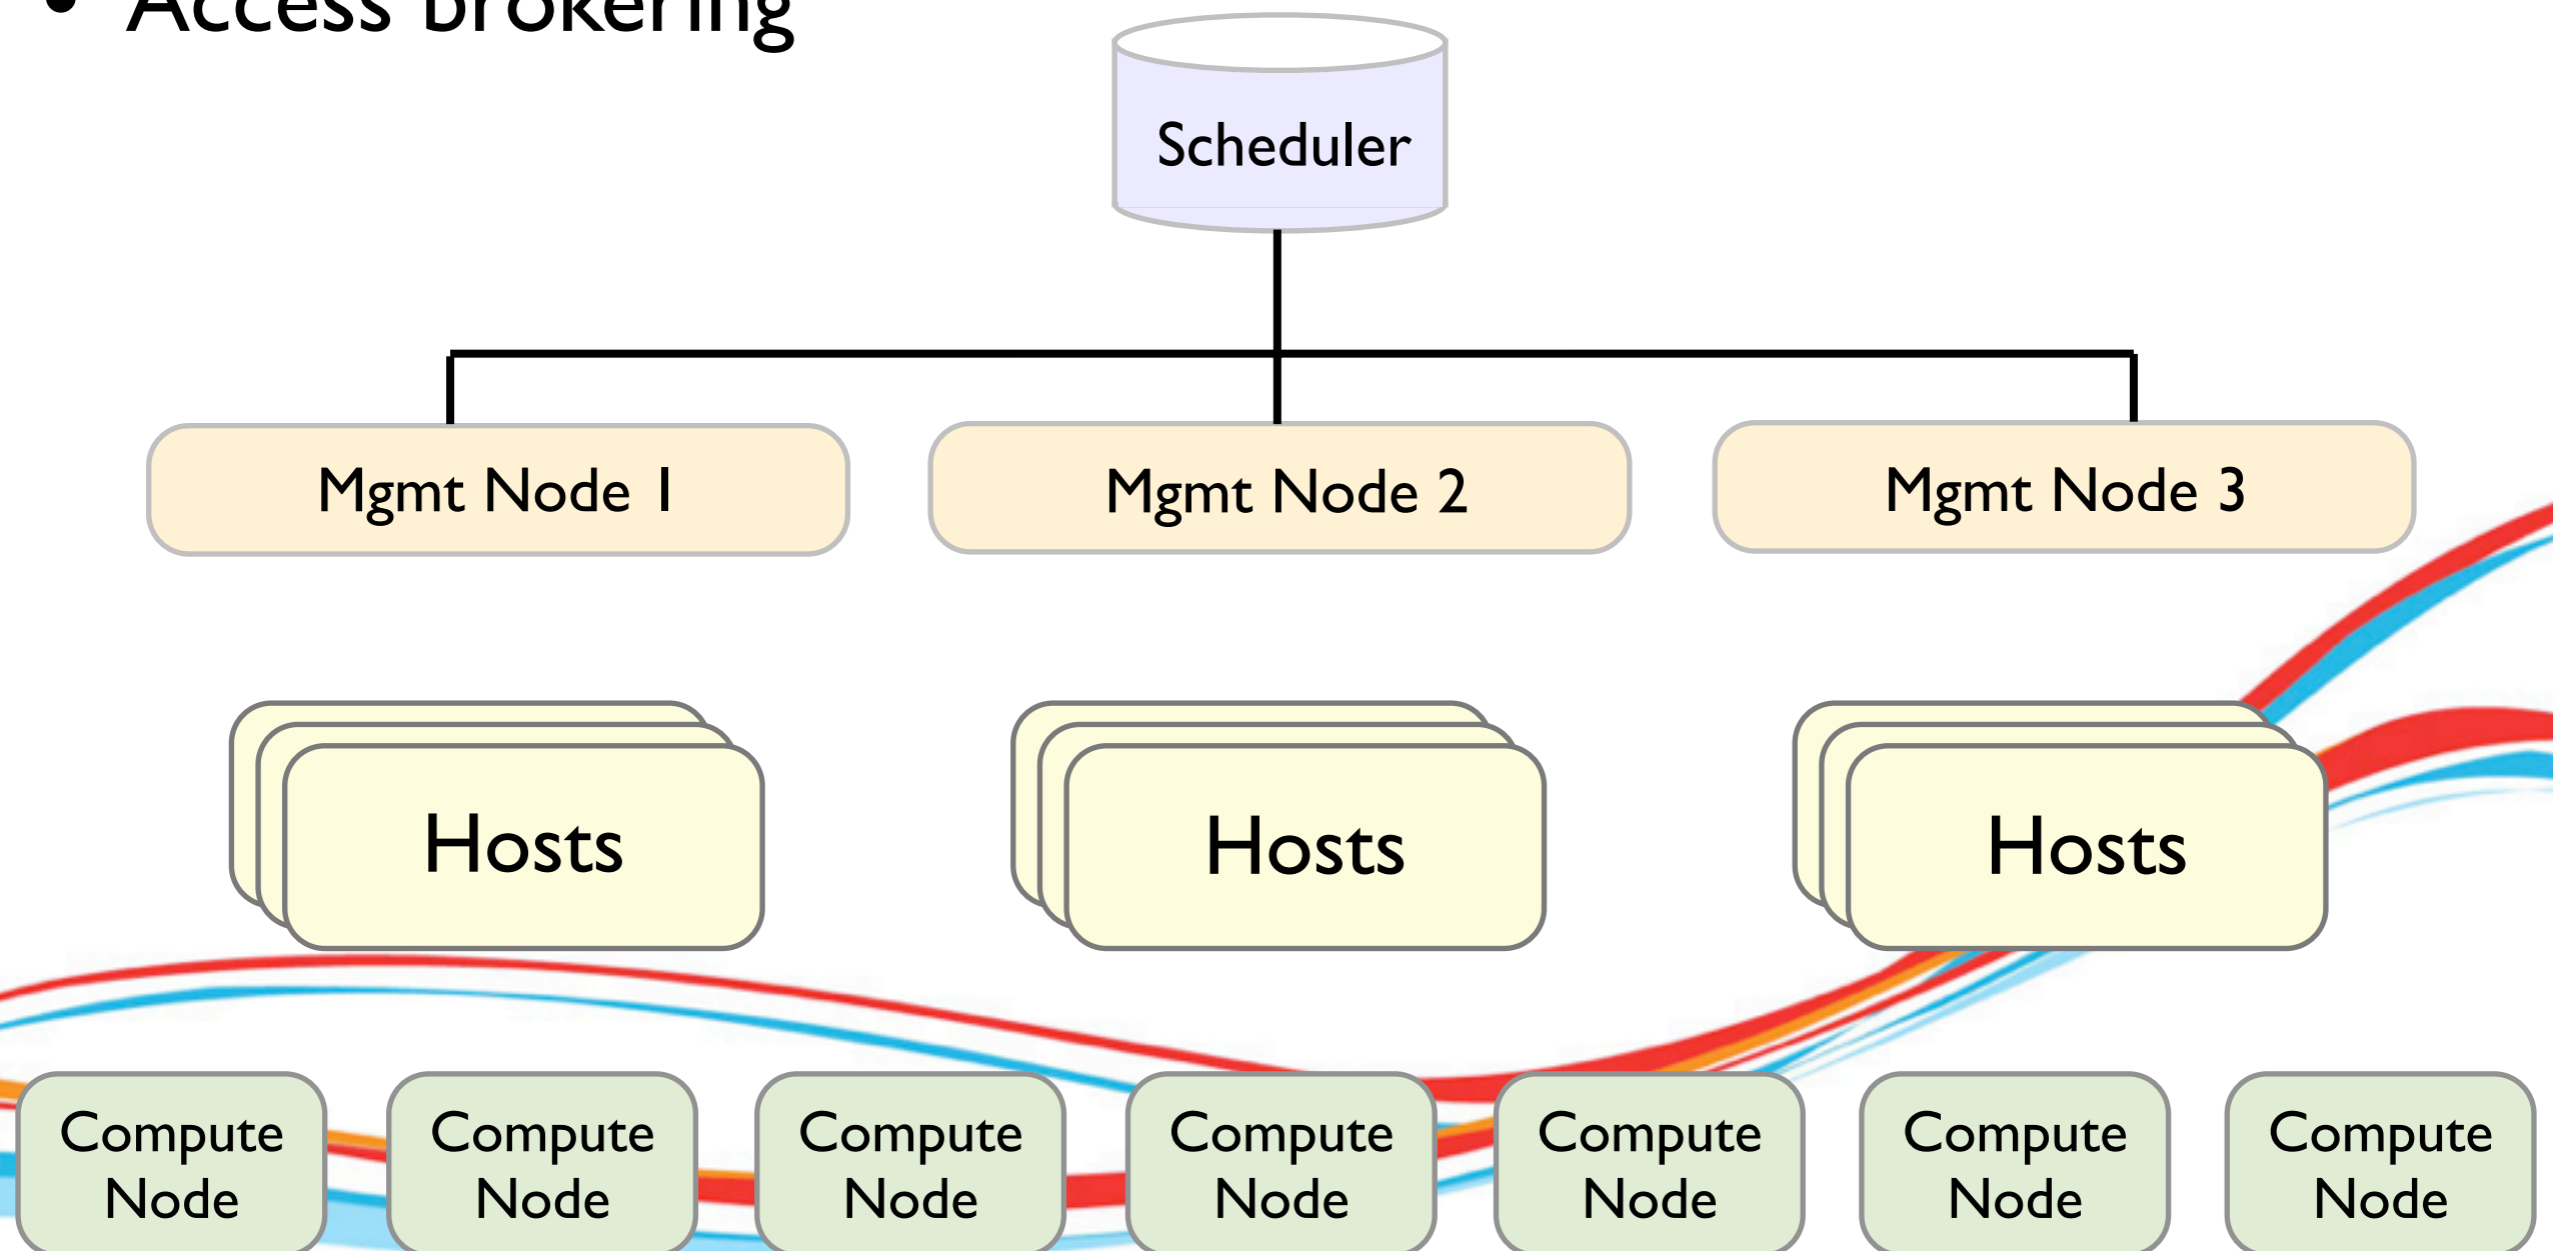 • Access Brokering
Scheduler
Mgmt Node 1
Mgmt Node 2
Mgmt Node 3
Hosts
Hosts
Hosts
Compute
Node
Compute
Node
Compute
Node
Compute
Node
Compute
Node
Compute
Node
Compute
Node